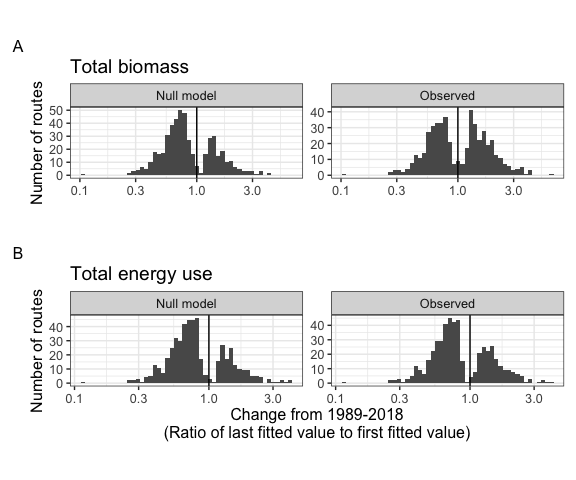 A
Total biomass
Null model
Observed
Number of routes
50
40
30
20
10
0
40
30
20
10
0
0.1 0.3 1.0 3.0
0.1 0.3 1.0 3.0
B
Total energy use
Null model
Observed
Number of routes
40
30
20
10
0
40
30
20
10
0
0.1 0.3 1.0 3.0
0.1 0.3 1.0 3.0
Change from 1989-2018
(Ratio of last fitted value to first fitted value)